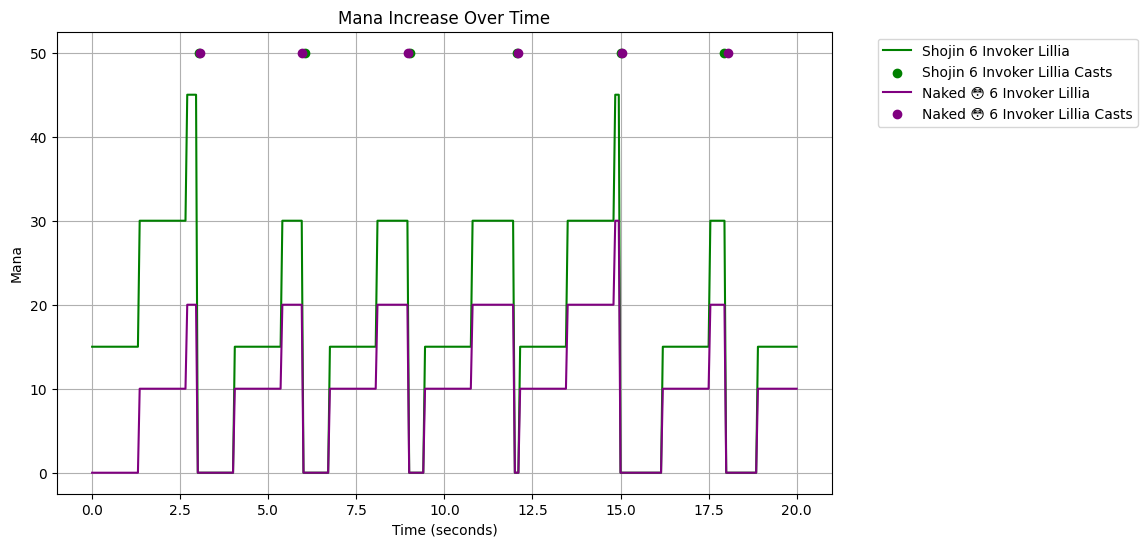 Mana Increase Over Time
50
40
30
20
10
0
Mana
0.0 2.5 5.0 7.5 10.0 12.5 15.0 17.5 20.0
Time (seconds)
Shojin 6 Invoker Lillia
Shojin 6 Invoker Lillia Casts
Naked 😳 6 Invoker Lillia
Naked 😳 6 Invoker Lillia Casts